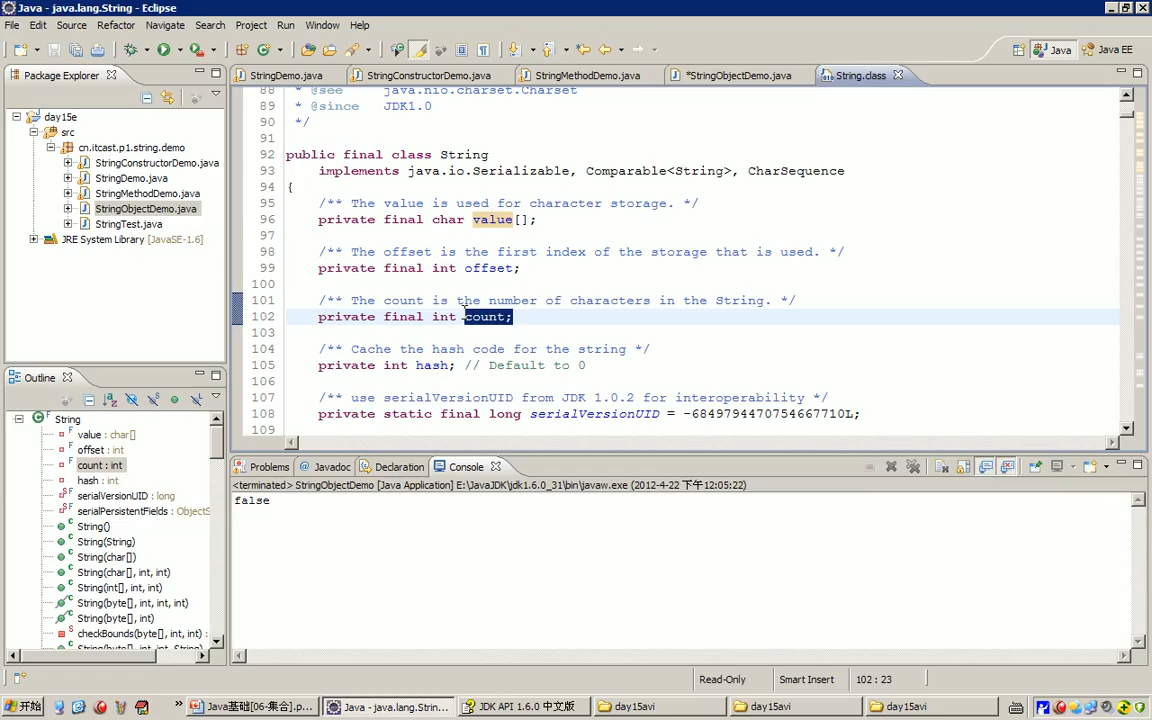 Java - java.lang.String - Eclipse
File Edit Source Refactor Navigate Search Project Run Window Help
Java Java EE
Package Explorer
StringDemo.java StringConstructorDemo.java StringMethodDemo.java *StringObjectDemo.java String.class
day15e
src
cn.itcast.p1.string.demo
StringConstructorDemo.java
StringDemo.java
StringMethodDemo.java
StringObjectDemo.java
StringTest.java
JRE System Library [JavaSE-1.6]
88 * @see java.nio.charset.Charset
89 * @since JDK1.0
90 */
91
92 public final class String
93 implements java.io.Serializable, Comparable<String>, CharSequence
94 {
95 /** The value is used for character storage. */
96 private final char value[];
97
98 /** The offset is the first index of the storage that is used. */
99 private final int offset;
100
101 /** The count is the number of characters in the String. */
102 private final int count;
103
104 /** Cache the hash code for the string */
105 private int hash; // Default to 0
106
107 /** use serialVersionUID from JDK 1.0.2 for interoperability */
108 private static final long serialVersionUID = -6849794470754667710L;
109
Outline
String
value : char[]
offset : int
count : int
hash : int
serialVersionUID : long
serialPersistentFields : ObjectS
String()
String(String)
String(char[])
String(char[], int, int)
String(int[], int, int)
String(byte[], int, int, int)
String(byte[], int)
checkBounds(byte[], int, int) :
String(byte[], int, int, String)
Problems Javadoc Declaration Console
<terminated> StringObjectDemo [Java Application] E:\JavaJDK\jdk1.6.0_31\bin\javaw.exe (2012-4-22 下午12:05:22)
false
Read-Only Smart Insert 102 : 23
开始 Java基础[06-集合].p... Java - java.lang.Strin... JDK API 1.6.0 中文版 day15avi day15avi day15avi